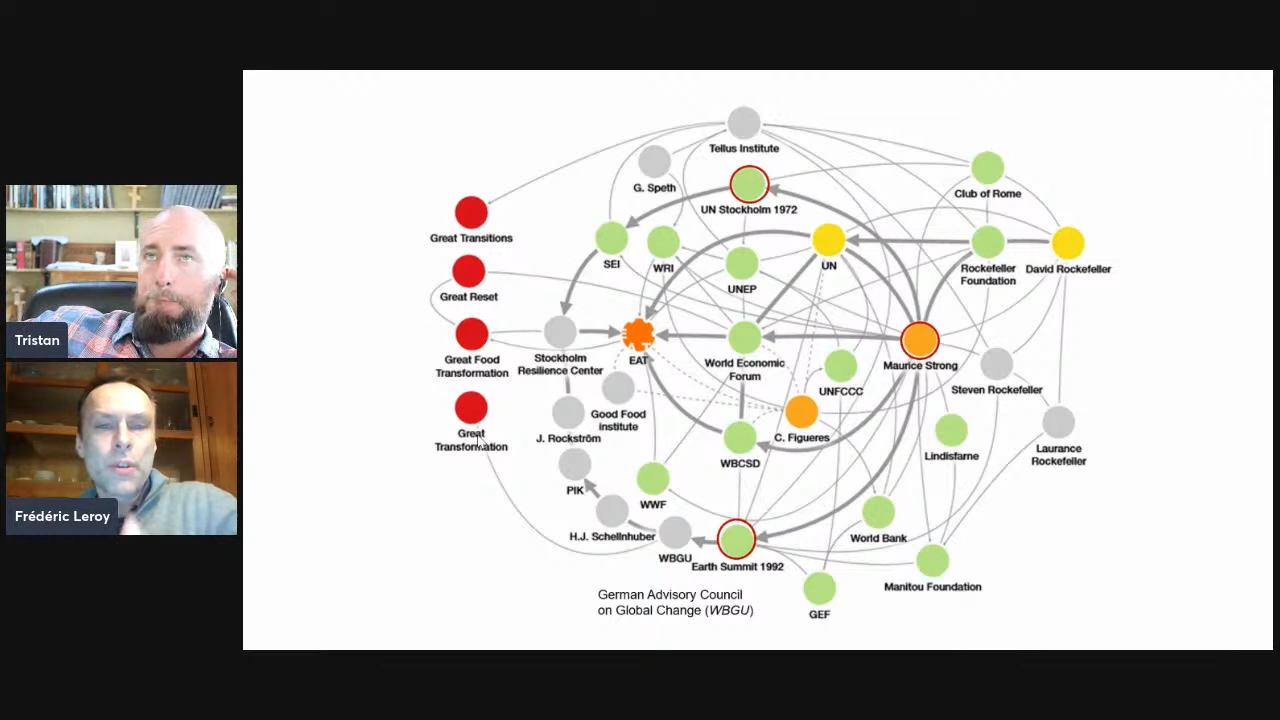 Tellus Institute
G. Speth
Club of Rome
UN Stockholm 1972
Great Transitions
SEI
WRI
UN
Rockefeller
Foundation
David Rockefeller
UNEP
Great Reset
Tristan
Great Food
Transformation
Stockholm
Resilience Center
EAT
World Economic
Forum
UNFCCC
Maurice Strong
Steven Rockefeller
Good Food
institute
Great
Transformation
J. Rockström
C. Figueres
WBCSD
Lindisfarne
Laurance
Rockefeller
PIK
WWF
Frédéric Leroy
H.J. Schellnhuber
WBGU
Earth Summit 1992
World Bank
Manitou Foundation
German Advisory Council
on Global Change (WBGU)
GEF